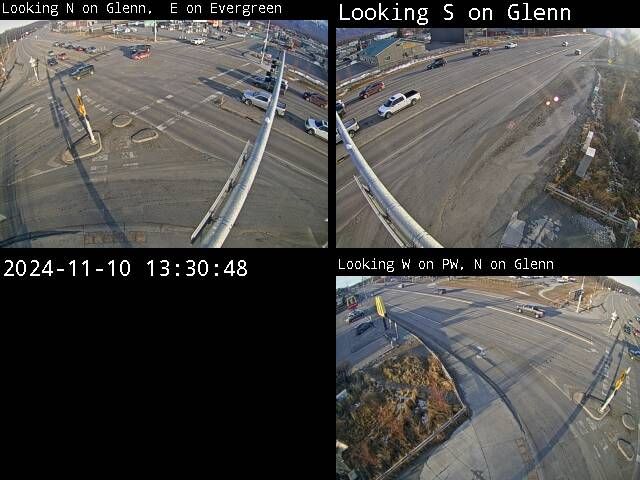 Looking N on Glenn,  E on Evergreen
Looking S on Glenn
2024-11-10 13:30:48
Looking W on PW, N on Glenn